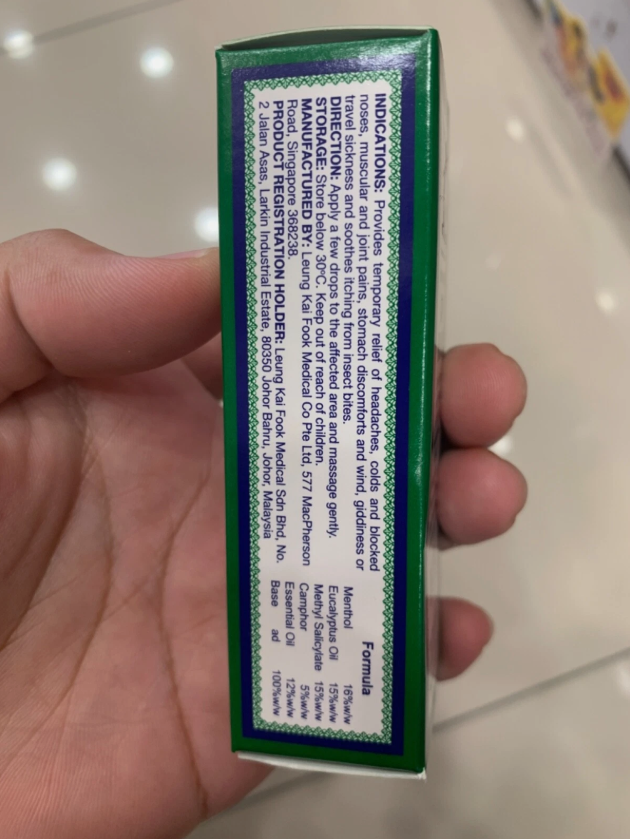 INDICATIONS: Provides temporary relief of headaches, colds and blocked
noses, muscular and joint pains, stomach discomforts and wind, giddiness or
travel sickness and soothes itching from insect bites.
DIRECTION: Apply a few drops to the affected area and massage gently.
STORAGE: Store below 30°C. Keep out of reach of children.
MANUFACTURED BY: Leung Kai Fook Medical Co Pte Ltd, 577 MacPherson
Road, Singapore 368238.
PRODUCT REGISTRATION HOLDER: Leung Kai Fook Medical Sdn Bhd, No.
2 Jalan Asas, Larkin Industrial Estate, 80350 Johor Bahru, Johor, Malaysia
Formula
Menthol 16%w/w
Eucalyptus Oil 15%w/w
Methyl Salicylate 15%w/w
Camphor 5%w/w
Essential Oil 12%w/w
Base ad 100%w/w